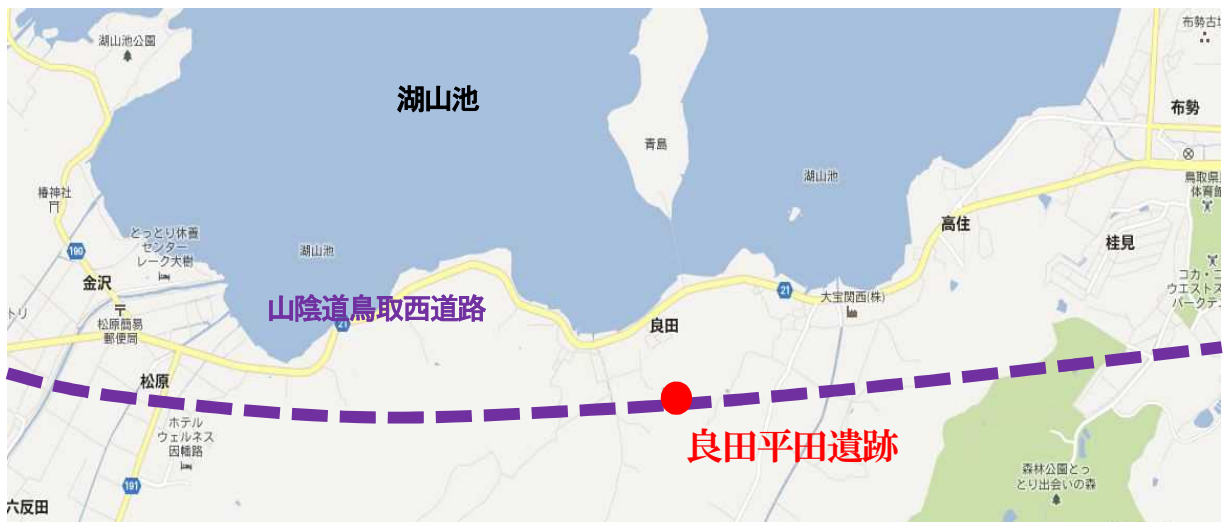 湖山池公園
湖山池
布勢古墳
布勢
青島
湖山池
鳥取県
体育館
椿神社
とっとり休養
センター
レーク大樹
湖山池
190
高住
桂見
金沢
山陰道鳥取西道路
21
21
大宝関西(株)
コカ・コ
ウエストス
パークテニ
トリ
松原簡易
郵便局
良田
松原
ホテル
ウェルネス
因幡路
良田平田遺跡
191
森林公園とっ
とり出会いの森
六反田